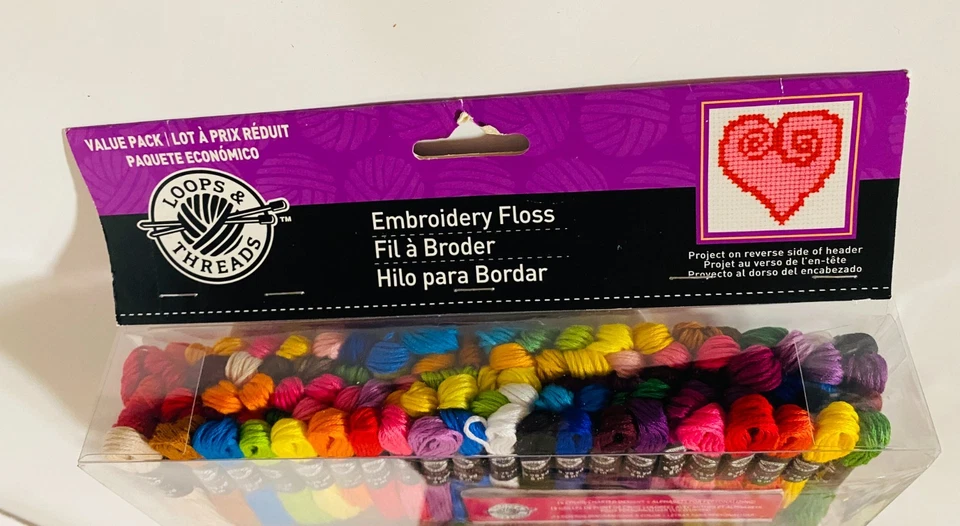 VALUE PACK | LOT À PRIX RÉDUIT
PAQUETE ECONÓMICO
LOOPS &
THREADS™
Embroidery Floss
Fil à Broder
Hilo para Bordar
Project on reverse side of header
Projet au verso de l'en-tête
Proyecto al dorso del encabezado